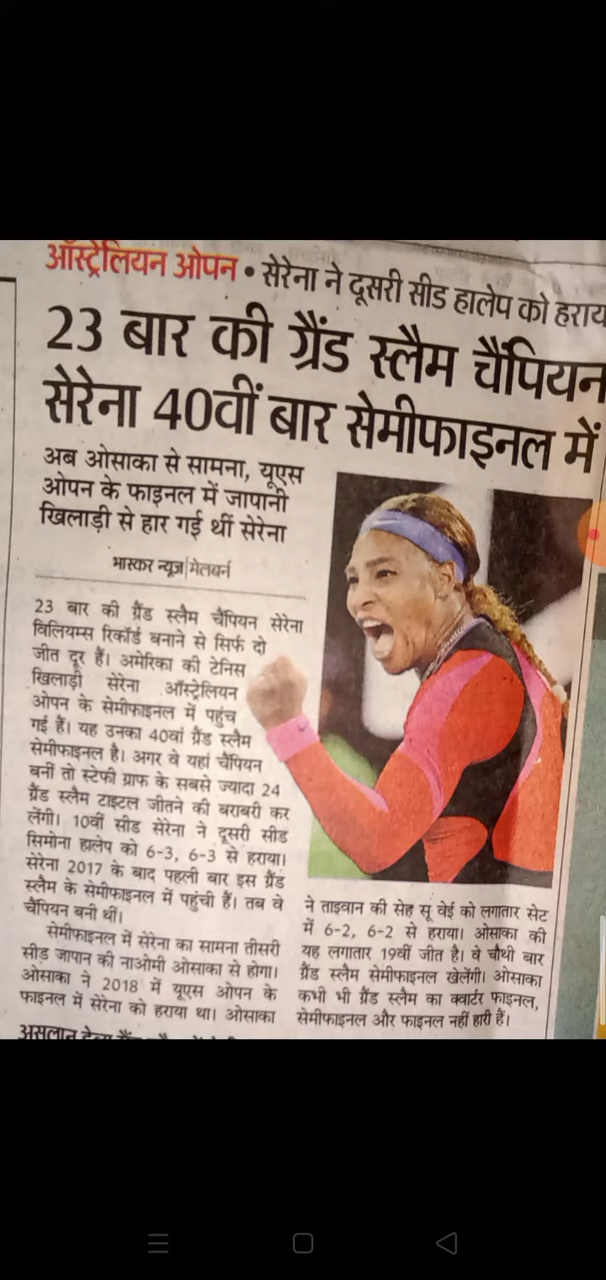 ऑस्ट्रेलियन ओपन • सेरेना ने दूसरी सीड हालेप को हराय
23 बार की ग्रैंड स्लैम चैंपियन
सेरेना 40वीं बार सेमीफाइनल में
अब ओसाका से सामना, यूएस
ओपन के फाइनल में जापानी
खिलाड़ी से हार गई थीं सेरेना
भास्कर न्यूज | मेलबर्न
23 बार की ग्रैंड स्लैम चैंपियन सेरेना
विलियम्स रिकॉर्ड बनाने से सिर्फ दो
जीत दूर हैं। अमेरिका की टेनिस
खिलाड़ी सेरेना ऑस्ट्रेलियन
ओपन के सेमीफाइनल में पहुंच
गई हैं। यह उनका 40वां ग्रैंड स्लैम
सेमीफाइनल है। अगर वे यहां चैंपियन
बनीं तो स्टेफी ग्राफ के सबसे ज्यादा 24
ग्रैंड स्लैम टाइटल जीतने की बराबरी कर
लेंगी। 10वीं सीड सेरेना ने दूसरी सीड
सिमोना हालेप को 6-3, 6-3 से हराया।
सेरेना 2017 के बाद पहली बार इस ग्रैंड
स्लैम के सेमीफाइनल में पहुंची हैं। तब वे
चैंपियन बनी थीं।
सेमीफाइनल में सेरेना का सामना तीसरी
सीड जापान की नाओमी ओसाका से होगा।
ओसाका ने 2018 में यूएस ओपन के
फाइनल में सेरेना को हराया था। ओसाका
ने ताइवान की सेह सू वेई को लगातार सेट
में 6-2, 6-2 से हराया। ओसाका की
यह लगातार 19वीं जीत है। वे चौथी बार
ग्रैंड स्लैम सेमीफाइनल खेलेंगी। ओसाका
कभी भी ग्रैंड स्लैम का क्वार्टर फाइनल,
सेमीफाइनल और फाइनल नहीं हारी हैं।